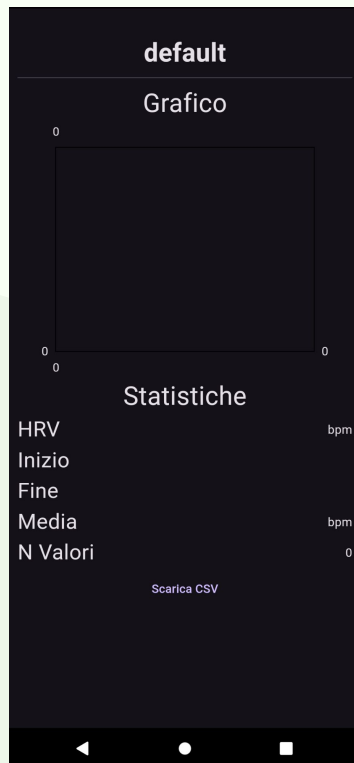 default
Grafico
0
0 0
0
Statistiche
HRV bpm
Inizio
Fine
Media bpm
N Valori 0
Scarica CSV